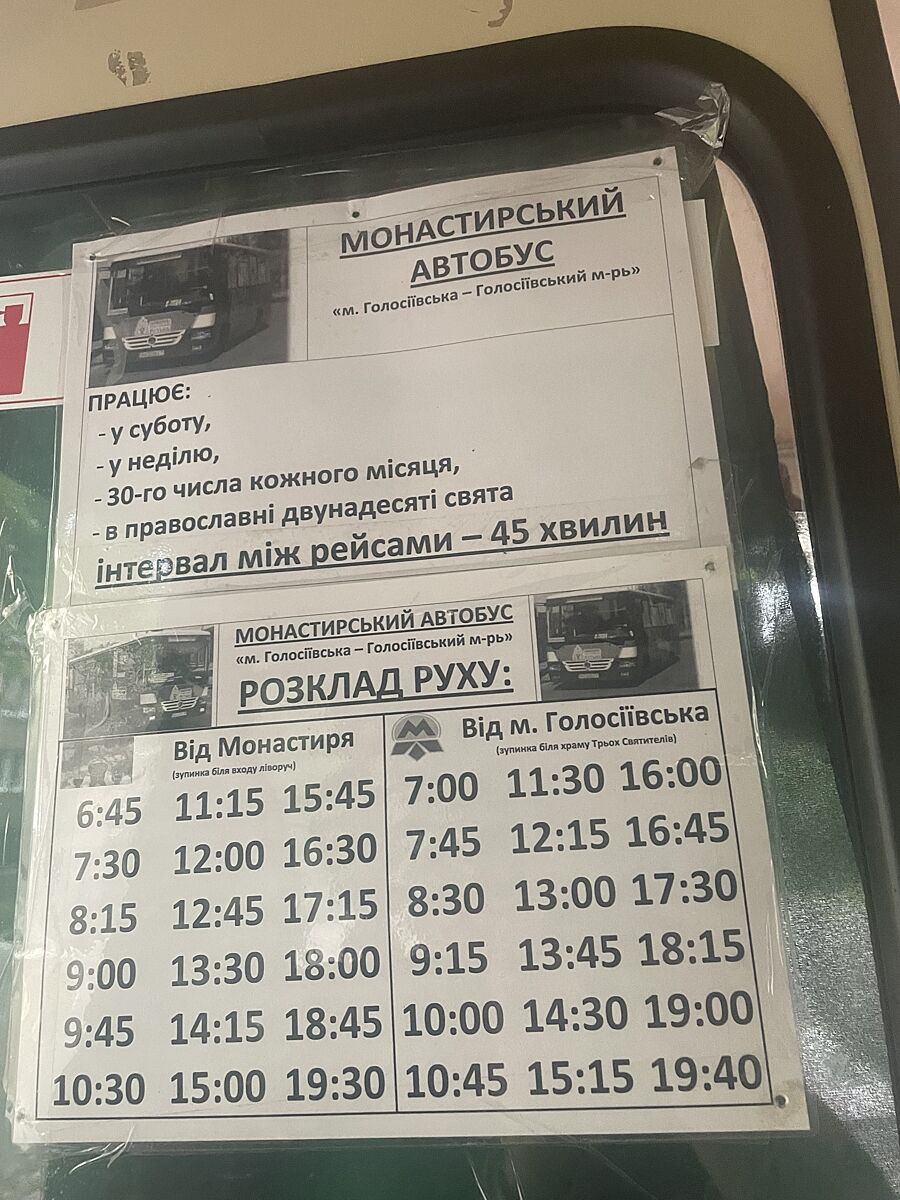 МОНАСТИРСЬКИЙ
АВТОБУС
«м. Голосіївська – Голосіївський м-рь»
ПРАЦЮЄ:
- у суботу,
- у неділю,
- 30-го числа кожного місяця,
- в православні двунадесяті свята
інтервал між рейсами – 45 хвилин
МОНАСТИРСЬКИЙ АВТОБУС
«м. Голосіївська – Голосіївський м-рь»
РОЗКЛАД РУХУ:
Від Монастиря
(зупинка біля входу ліворуч)
6:45 11:15 15:45
7:30 12:00 16:30
8:15 12:45 17:15
9:00 13:30 18:00
9:45 14:15 18:45
10:30 15:00 19:30
Від м. Голосіївська
(зупинка біля храму Трьох Святителів)
7:00 11:30 16:00
7:45 12:15 16:45
8:30 13:00 17:30
9:15 13:45 18:15
10:00 14:30 19:00
10:45 15:15 19:40